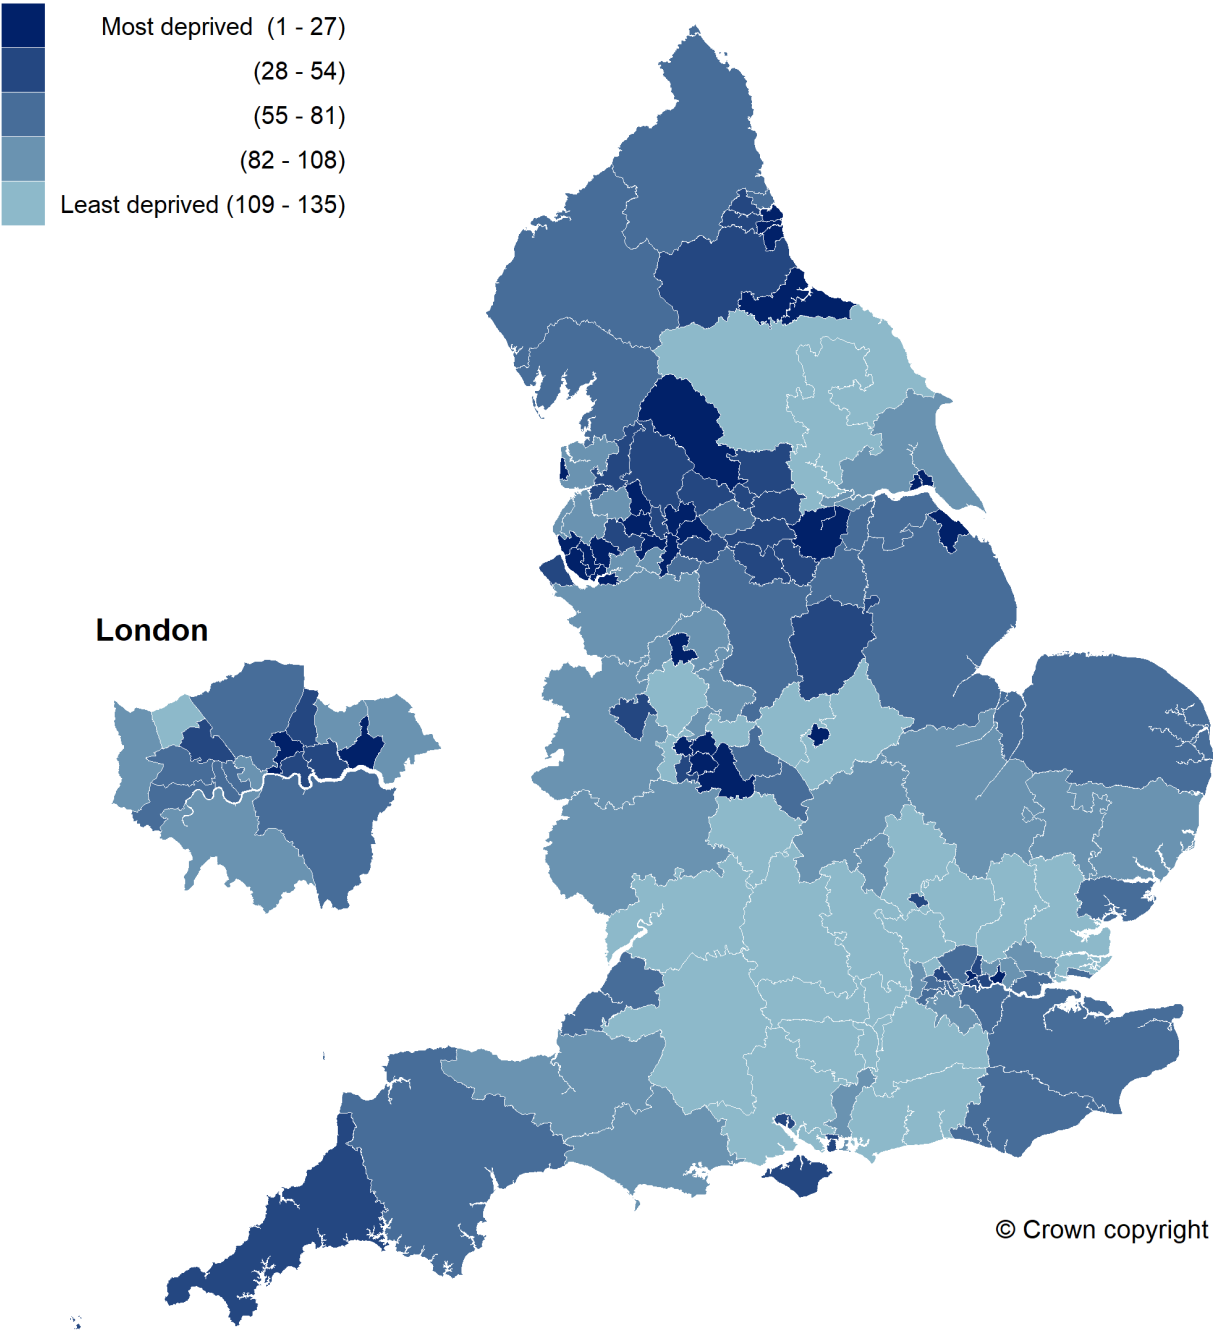 Most deprived (1 - 27)
(28 - 54)
(55 - 81)
(82 - 108)
Least deprived (109 - 135)
London
© Crown copyright